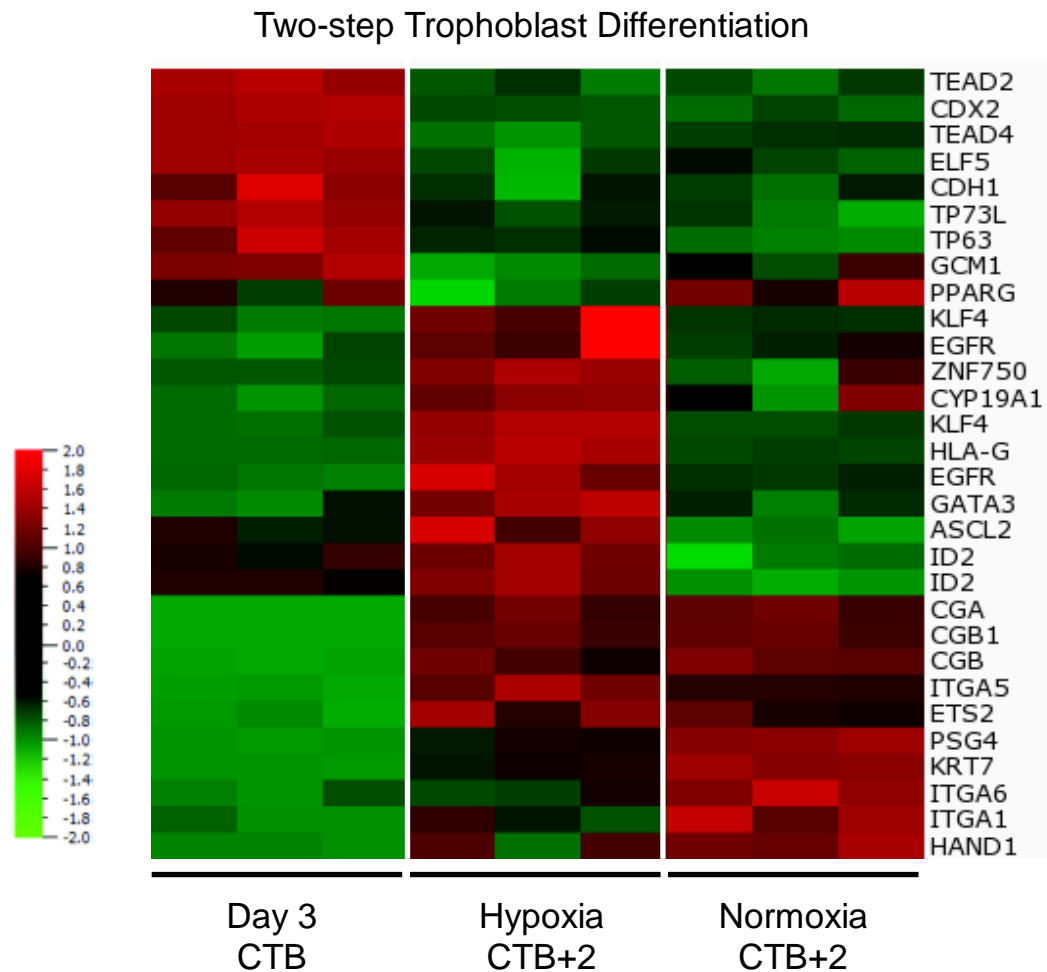 Two-step Trophoblast Differentiation
TEAD2
CDX2
TEAD4
ELF5
CDH1
TP73L
TP63
GCM1
PPARG
KLF4
EGFR
ZNF750
CYP19A1
KLF4
HLA-G
EGFR
GATA3
ASCL2
ID2
ID2
CGA
CGB1
CGB
ITGA5
ETS2
PSG4
KRT7
ITGA6
ITGA1
HAND1
2.0
1.8
1.6
1.4
1.2
1.0
0.8
0.6
0.4
0.2
0.0
-0.2
-0.4
-0.6
-0.8
-1.0
-1.2
-1.4
-1.6
-1.8
-2.0
Day 3
CTB
Hypoxia
CTB+2
Normoxia
CTB+2